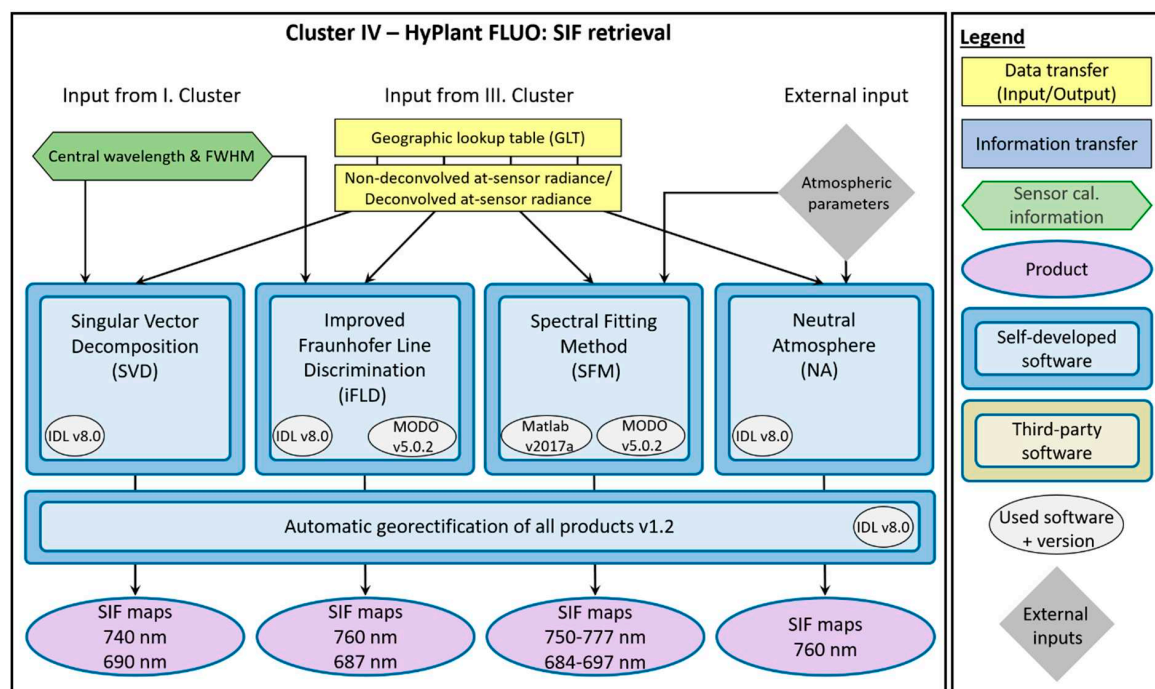 Cluster IV – HyPlant FLUO: SIF retrieval
Input from I. Cluster
Input from III. Cluster
External input
Central wavelength & FWHM
Geographic lookup table (GLT)
Non-deconvolved at-sensor radiance/
Deconvolved at-sensor radiance
Atmospheric
parameters
Singular Vector
Decomposition
(SVD)
IDL v8.0
Improved
Fraunhofer Line
Discrimination
(iFLD)
IDL v8.0
MODO
v5.0.2
Spectral Fitting
Method
(SFM)
Matlab
v2017a
MODO
v5.0.2
Neutral
Atmosphere
(NA)
IDL v8.0
Automatic georectification of all products v1.2
IDL v8.0
SIF maps
740 nm
690 nm
SIF maps
760 nm
687 nm
SIF maps
750-777 nm
684-697 nm
SIF maps
760 nm
Legend
Data transfer
(Input/Output)
Information transfer
Sensor cal.
information
Product
Self-developed
software
Third-party
software
Used software
+ version
External
inputs